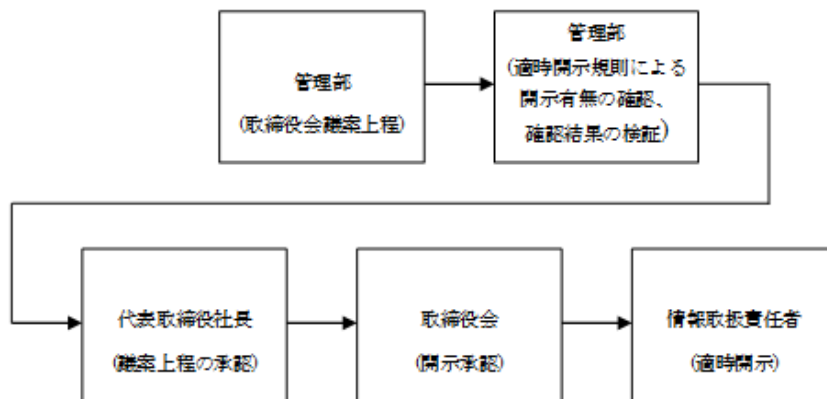 管理部
(取締役会議案上程)
管理部
(適時開示規則による
開示有無の確認、
確認結果の検証)
代表取締役社長
(議案上程の承認)
取締役会
(開示承認)
情報取扱責任者
(適時開示)